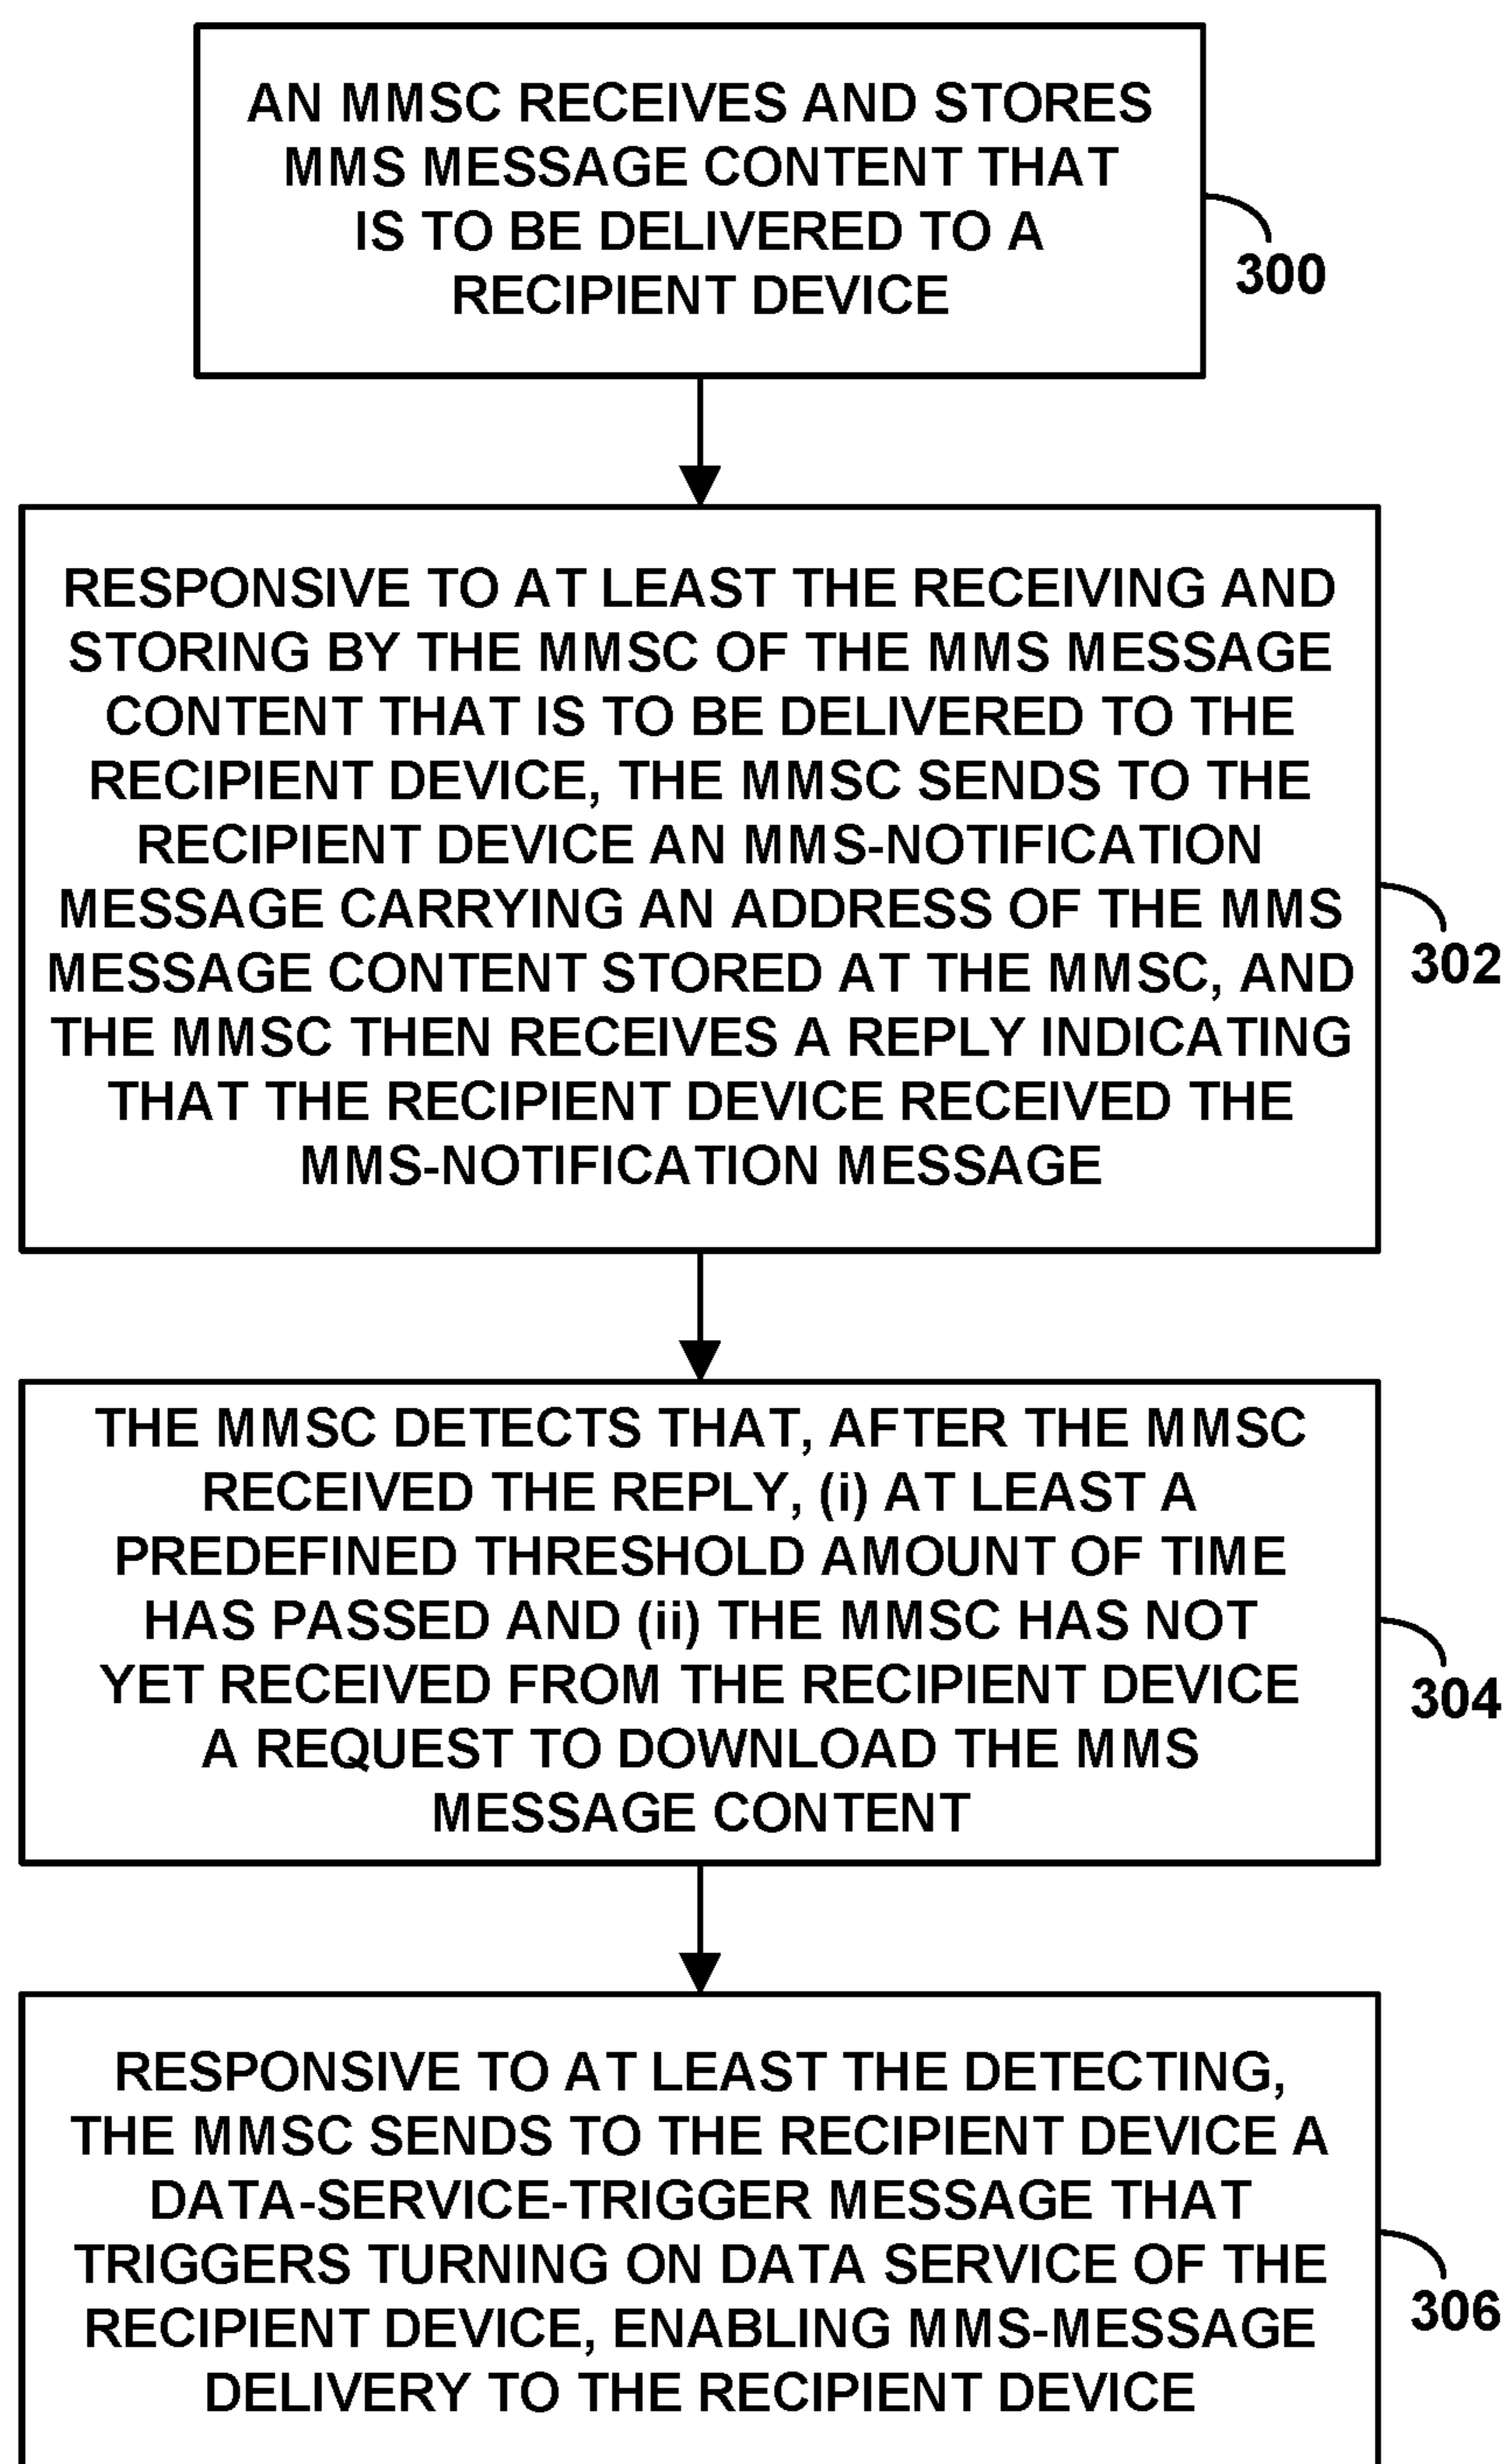 AN MMSC RECEIVES AND STORES
MMS MESSAGE CONTENT THAT
IS TO BE DELIVERED TO A
RECIPIENT DEVICE
300
RESPONSIVE TO AT LEAST THE RECEIVING AND
STORING BY THE MMSC OF THE MMS MESSAGE
CONTENT THAT IS TO BE DELIVERED TO THE
RECIPIENT DEVICE, THE MMSC SENDS TO THE
RECIPIENT DEVICE AN MMS-NOTIFICATION
MESSAGE CARRYING AN ADDRESS OF THE MMS
MESSAGE CONTENT STORED AT THE MMSC, AND
THE MMSC THEN RECEIVES A REPLY INDICATING
THAT THE RECIPIENT DEVICE RECEIVED THE
MMS-NOTIFICATION MESSAGE
302
THE MMSC DETECTS THAT, AFTER THE MMSC
RECEIVED THE REPLY, (i) AT LEAST A
PREDEFINED THRESHOLD AMOUNT OF TIME
HAS PASSED AND (ii) THE MMSC HAS NOT
YET RECEIVED FROM THE RECIPIENT DEVICE
A REQUEST TO DOWNLOAD THE MMS
MESSAGE CONTENT
304
RESPONSIVE TO AT LEAST THE DETECTING,
THE MMSC SENDS TO THE RECIPIENT DEVICE A
DATA-SERVICE-TRIGGER MESSAGE THAT
TRIGGERS TURNING ON DATA SERVICE OF THE
RECIPIENT DEVICE, ENABLING MMS-MESSAGE
DELIVERY TO THE RECIPIENT DEVICE
306